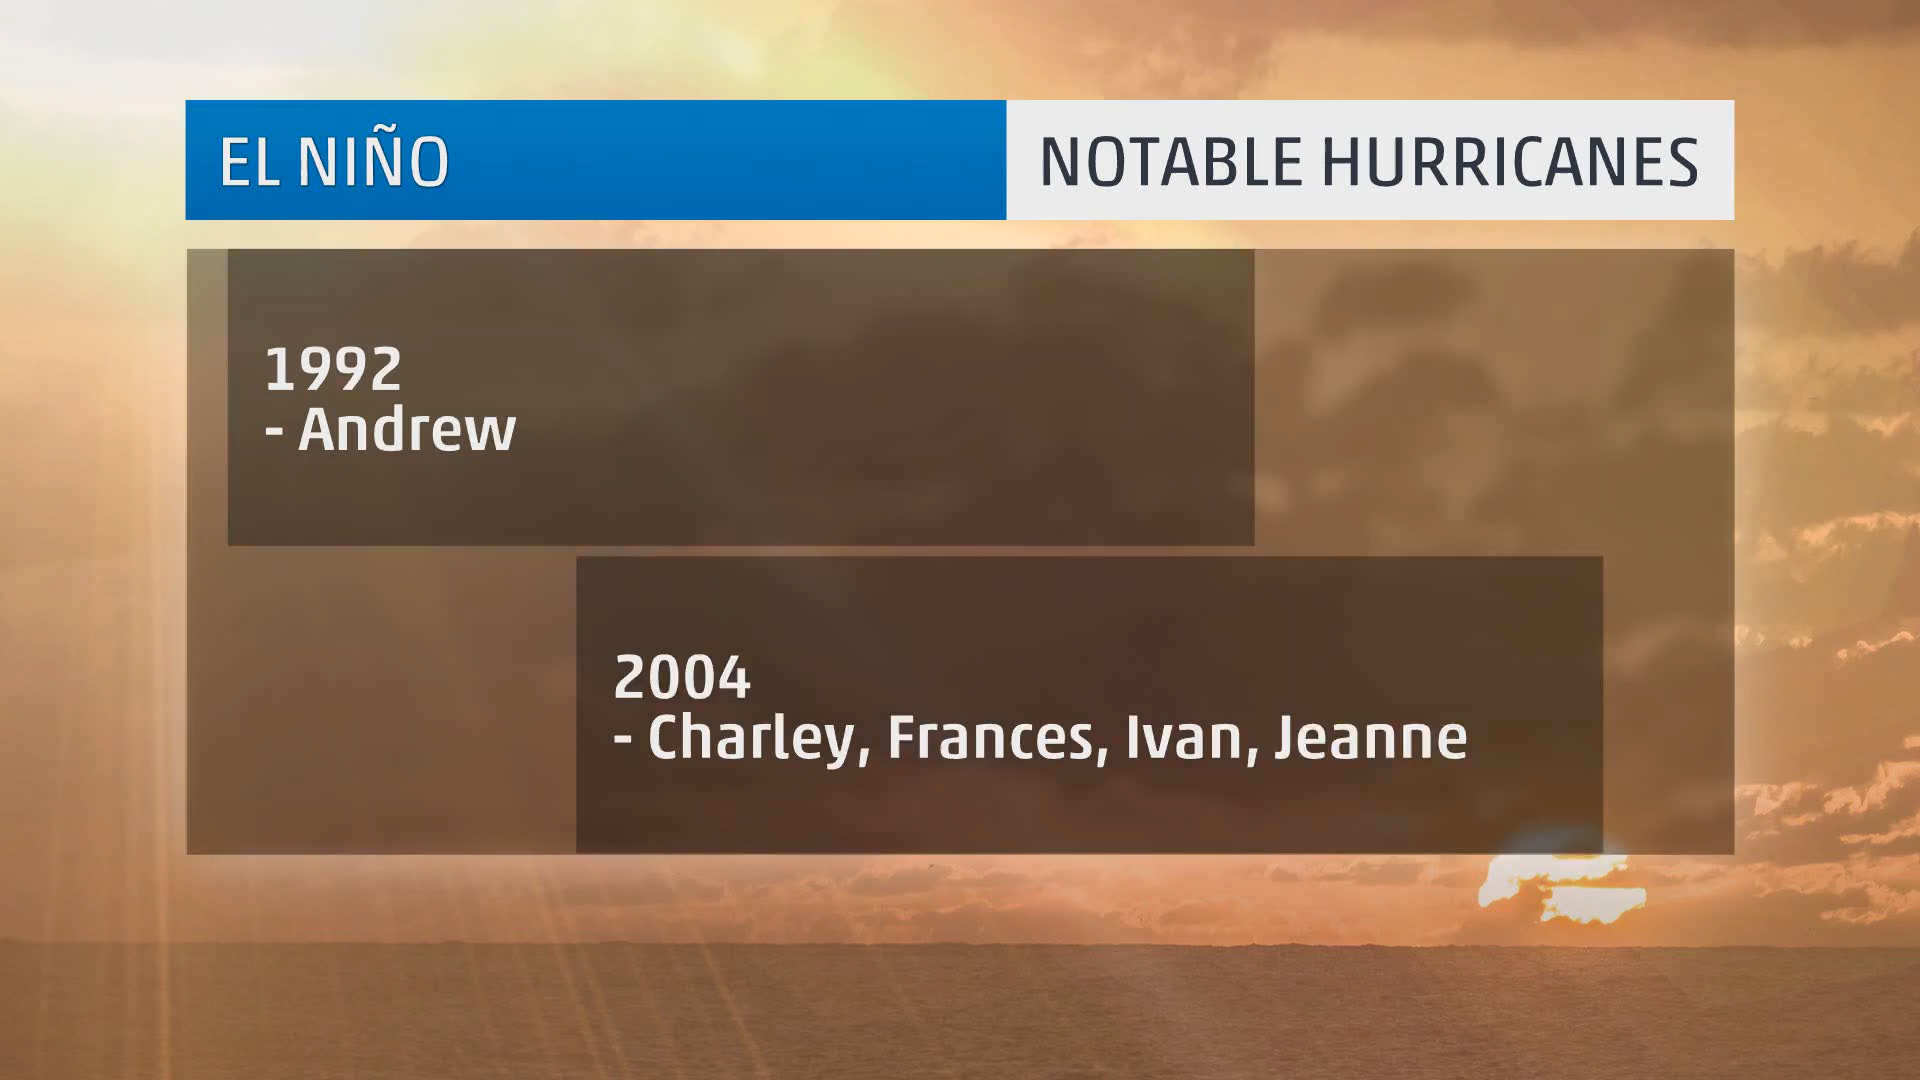 EL NIÑO
NOTABLE HURRICANES
1992
- Andrew
2004
- Charley, Frances, Ivan, Jeanne